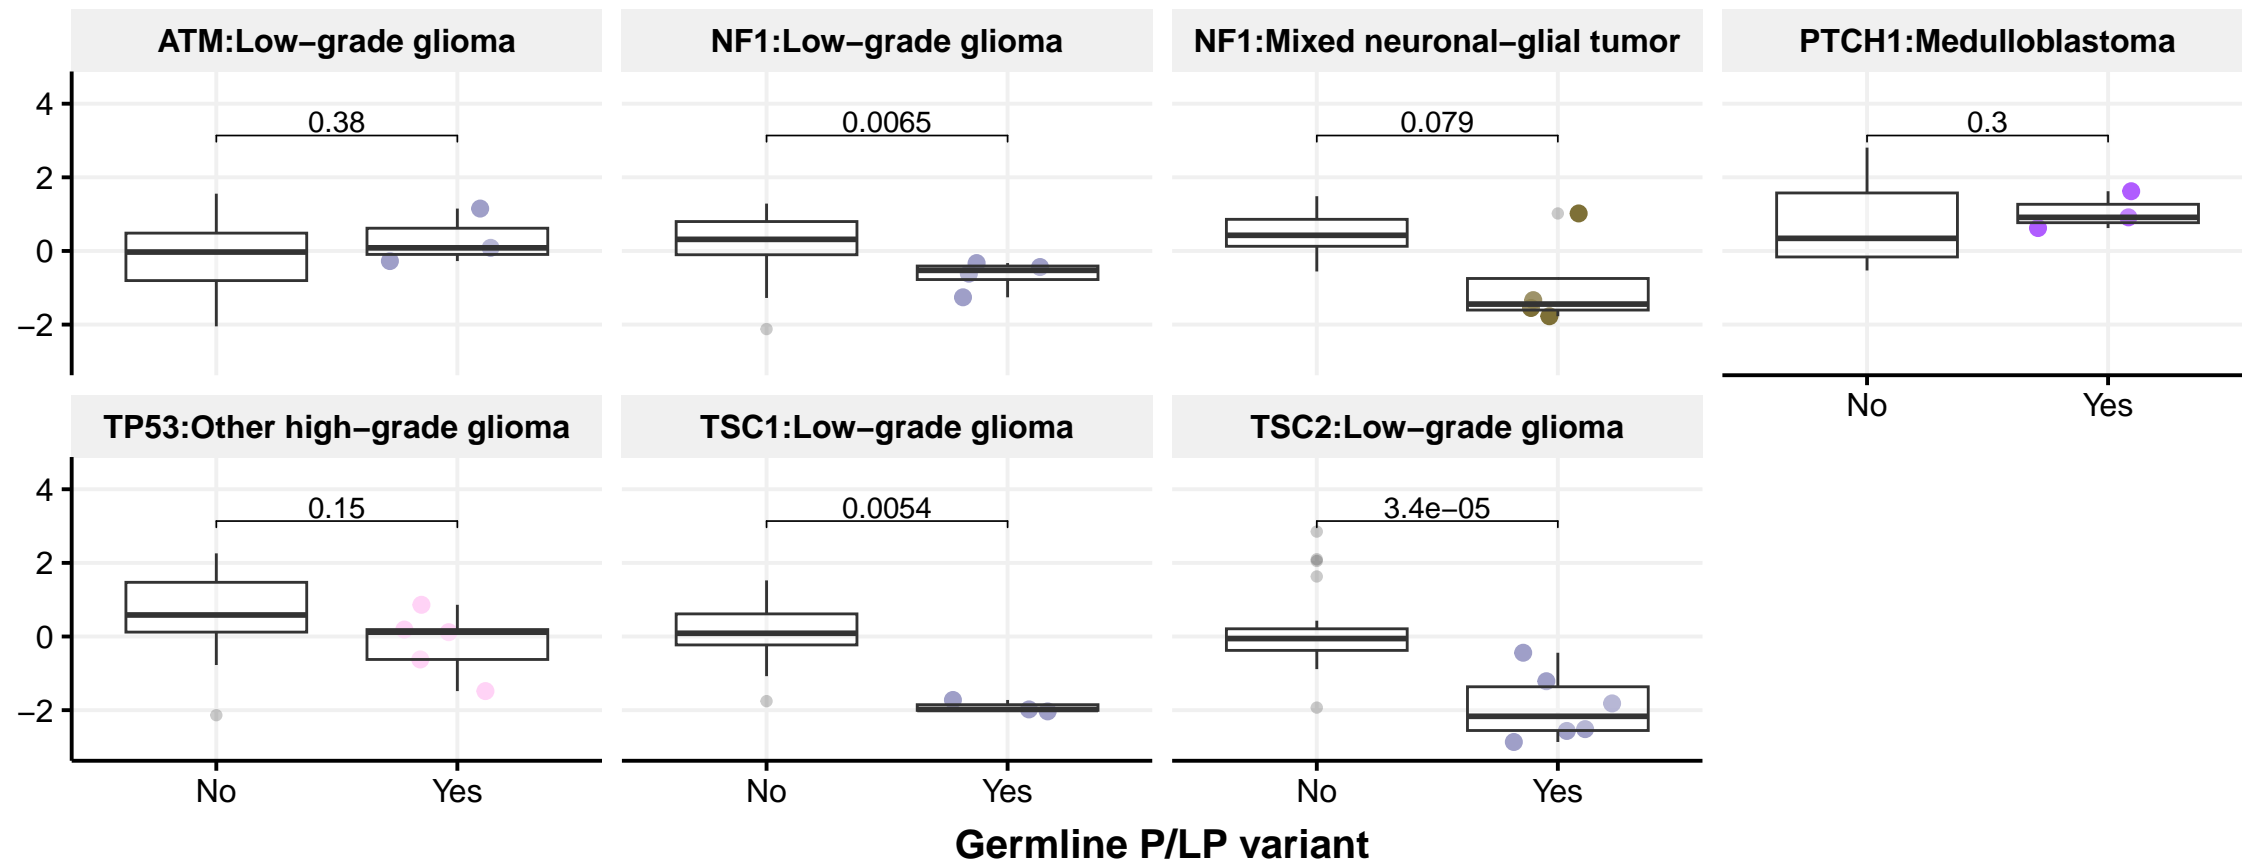 ATM:Low−grade glioma
NF1:Low−grade glioma
NF1:Mixed neuronal−glial tumor
PTCH1:Medulloblastoma
4
2
0
−2
0.38
0.0065
0.079
0.3
No
Yes
TP53:Other high−grade glioma
TSC1:Low−grade glioma
TSC2:Low−grade glioma
4
2
0
−2
0.15
0.0054
3.4e−05
No
Yes
No
Yes
No
Yes
Germline P/LP variant